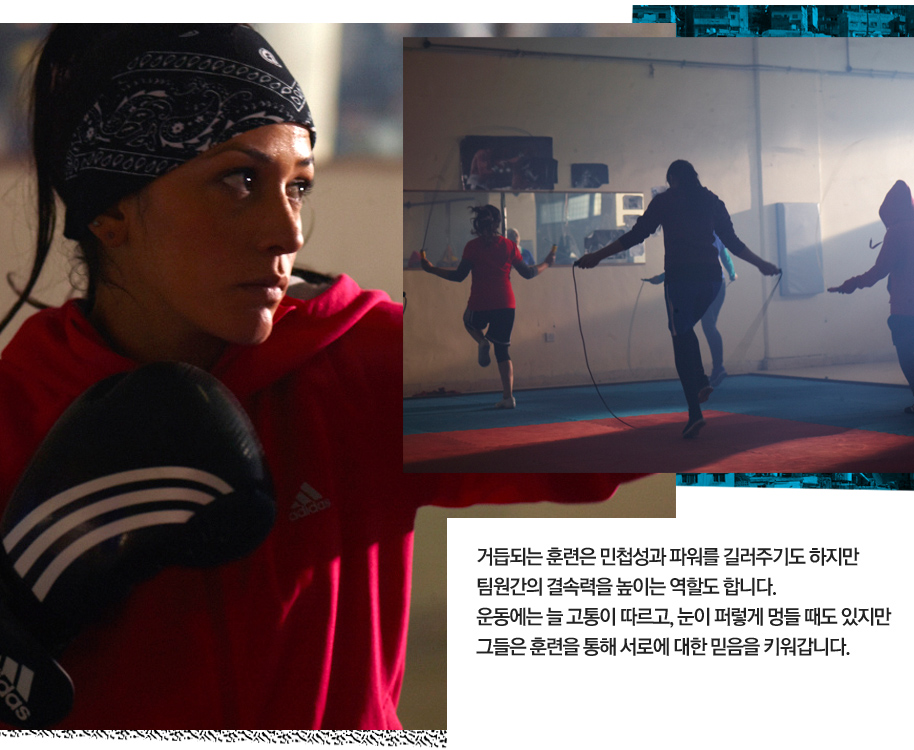 adidas
adidas
거듭되는 훈련은 민첩성과 파워를 길러주기도 하지만
팀원간의 결속력을 높이는 역할도 합니다.
운동에는 늘 고통이 따르고, 눈이 퍼렇게 멍들 때도 있지만
그들은 훈련을 통해 서로에 대한 믿음을 키워갑니다.